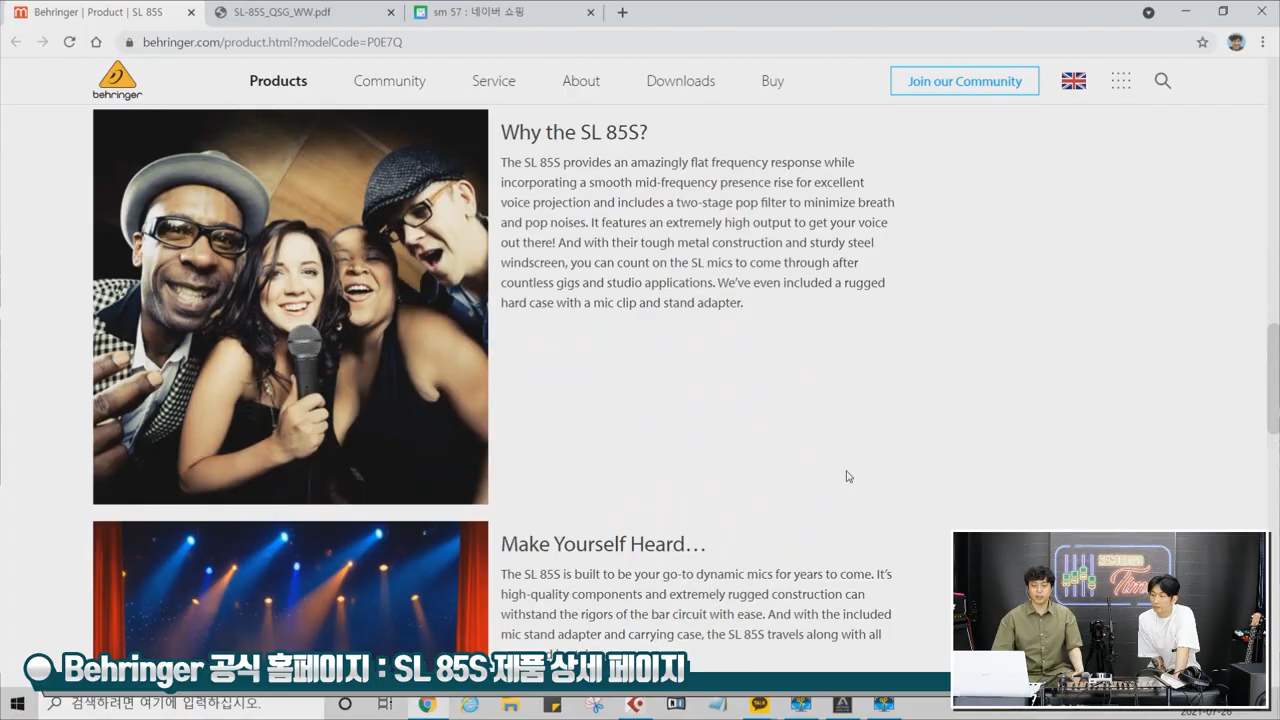 Behringer | Product | SL 85S
SL-85S_QSG_WW.pdf
sm 57 : 네이버 쇼핑
behringer.com/product.html?modelCode=P0E7Q
behringer
Products
Community
Service
About
Downloads
Buy
Join our Community
Why the SL 85S?
The SL 85S provides an amazingly flat frequency response while
incorporating a smooth mid-frequency presence rise for excellent
voice projection and includes a two-stage pop filter to minimize breath
and pop noises. It features an extremely high output to get your voice
out there! And with their tough metal construction and sturdy steel
windscreen, you can count on the SL mics to come through after
countless gigs and studio applications. We've even included a rugged
hard case with a mic clip and stand adapter.
Make Yourself Heard…
The SL 85S is built to be your go-to dynamic mics for years to come. It's
high-quality components and extremely rugged construction can
withstand the rigors of the bar circuit with ease. And with the included
mic stand adapter and carrying case, the SL 85S travels along with all
Time
Behringer 공식 홈페이지 : SL 85S 제품 상세 페이지
검색하려면 여기에 입력하십시오
TALK
2021-07-26